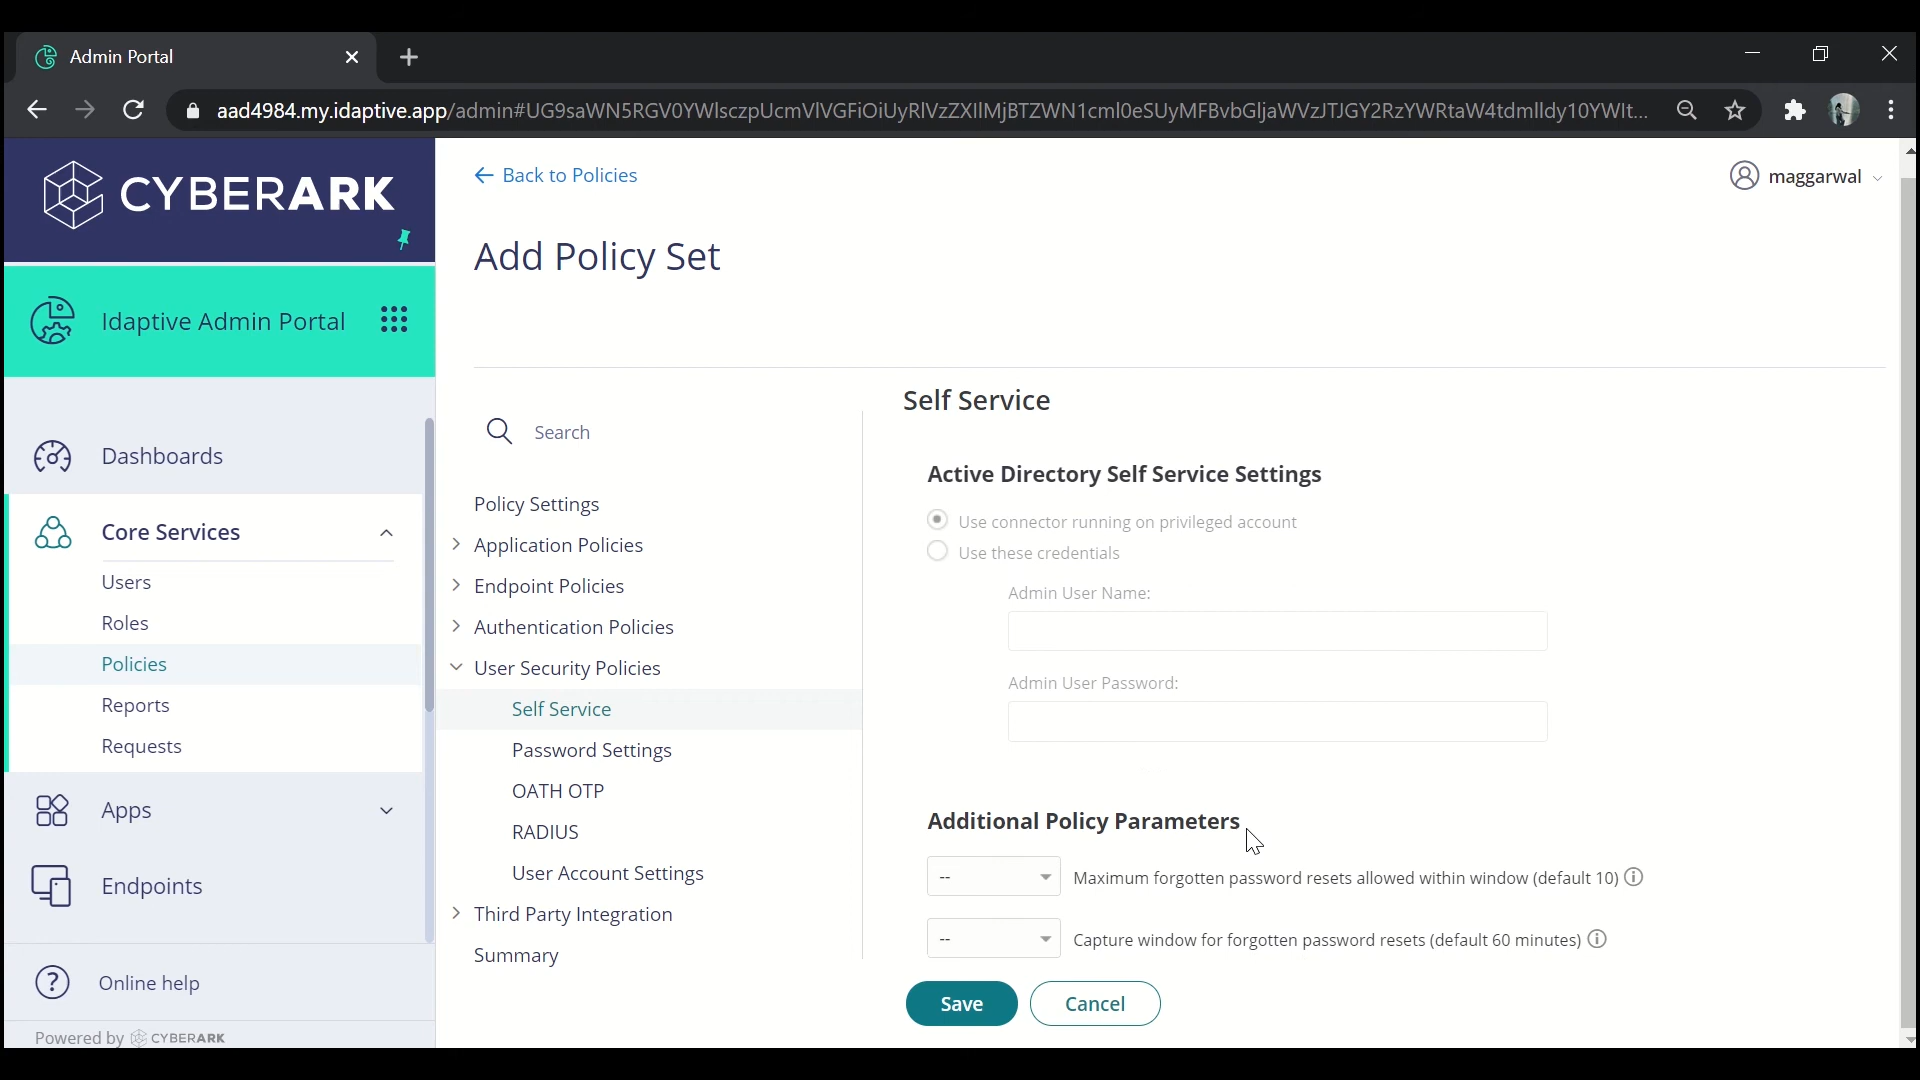 Admin Portal
aad4984.my.idaptive.app/admin#UG9saWN5RGV0YWlsczpUcmVlVGFiOiUyRlVzZXIlMjBTZWN1cml0eSUyMFBvbGljaWVzJTJGY2RzYWRtaW4tdmlldy10YWIt...
CYBERARK
Idaptive Admin Portal
Dashboards
Core Services
Users
Roles
Policies
Reports
Requests
Apps
Endpoints
Online help
Powered by CYBERARK
Back to Policies
maggarwal
Add Policy Set
Search
Policy Settings
Application Policies
Endpoint Policies
Authentication Policies
User Security Policies
Self Service
Password Settings
OATH OTP
RADIUS
User Account Settings
Third Party Integration
Summary
Self Service
Active Directory Self Service Settings
Use connector running on privileged account
Use these credentials
Admin User Name:
Admin User Password:
Additional Policy Parameters
-- Maximum forgotten password resets allowed within window (default 10)
-- Capture window for forgotten password resets (default 60 minutes)
Save Cancel